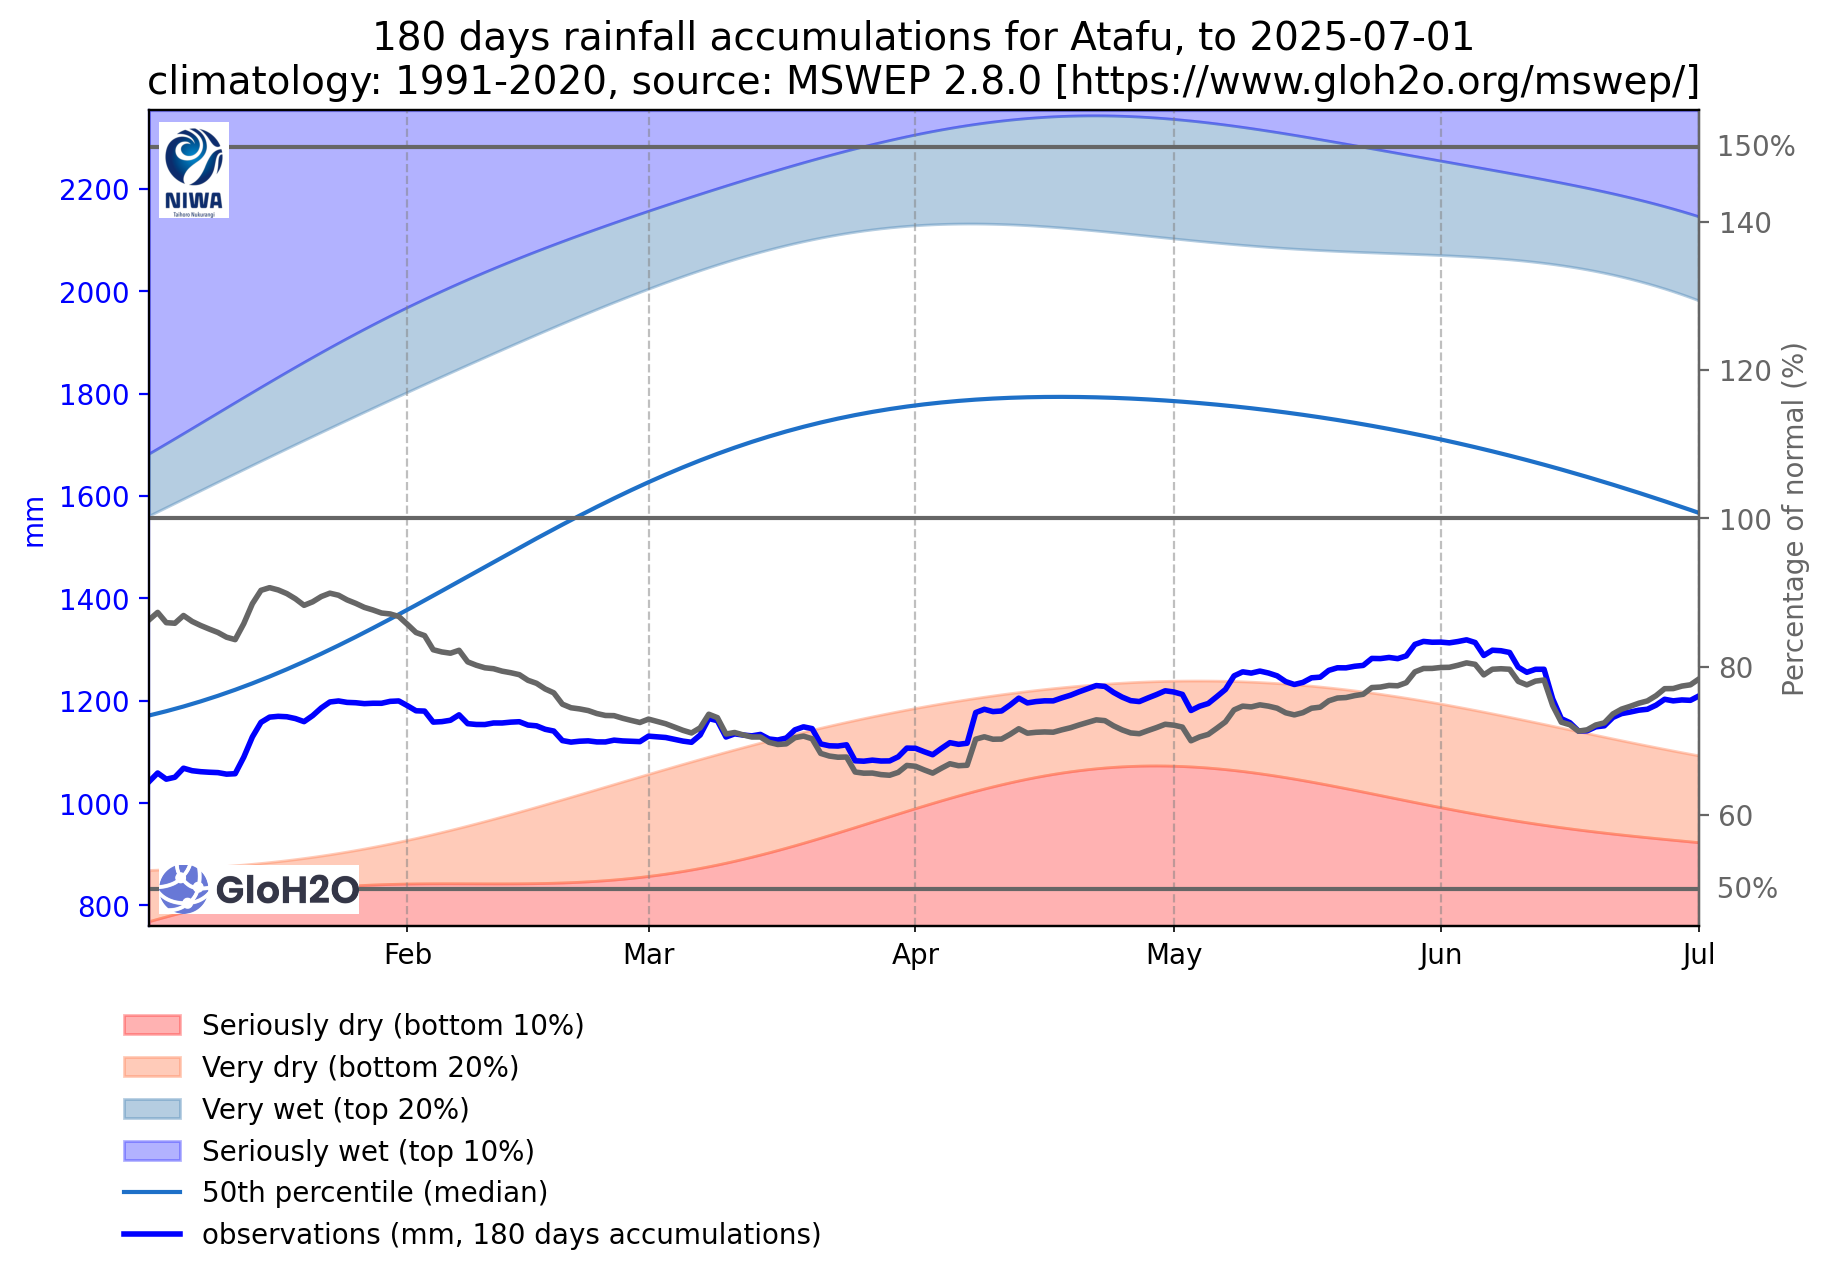 180 days rainfall accumulations for Atafu, to 2025-07-01
climatology: 1991-2020, source: MSWEP 2.8.0 [https://www.gloh2o.org/mswep/]
NIWA
Taihoro Nukurangi
2200
2000
1800
1600
1400
1200
1000
800
mm
150%
140
120
100
80
60
50%
Percentage of normal (%)
GloH2O
Feb
Mar
Apr
May
Jun
Jul
Seriously dry (bottom 10%)
Very dry (bottom 20%)
Very wet (top 20%)
Seriously wet (top 10%)
50th percentile (median)
observations (mm, 180 days accumulations)